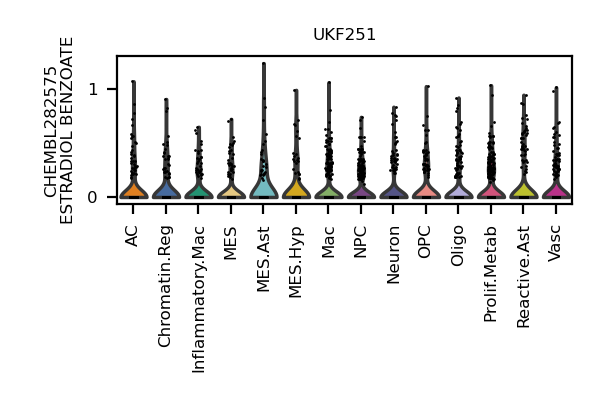 UKF251
CHEMBL282575
ESTRADIOL BENZOATE
1
0
AC
Chromatin.Reg
Inflammatory.Mac
MES
MES.Ast
MES.Hyp
Mac
NPC
Neuron
OPC
Oligo
Prolif.Metab
Reactive.Ast
Vasc